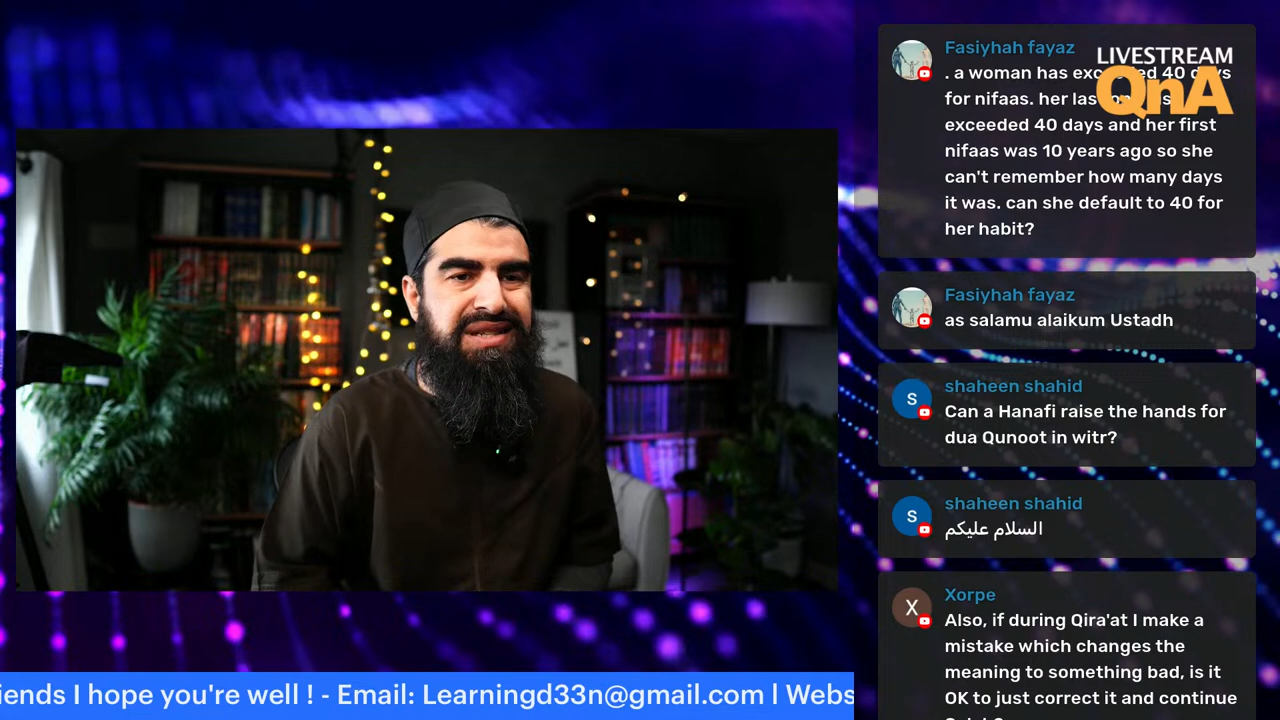 LIVESTREAM
QnA
Fasiyhah fayaz
. a woman has exceeded 40 days
for nifaas. her las
exceeded 40 days and her first
nifaas was 10 years ago so she
can't remember how many days
it was. can she default to 40 for
her habit?
Fasiyhah fayaz
as salamu alaikum Ustadh
S
shaheen shahid
Can a Hanafi raise the hands for
dua Qunoot in witr?
S
shaheen shahid
السلام عليكم
X
Xorpe
Also, if during Qira'at I make a
mistake which changes the
meaning to something bad, is it
OK to just correct it and continue
iends I hope you're well ! - Email: Learningd33n@gmail.com l Webs